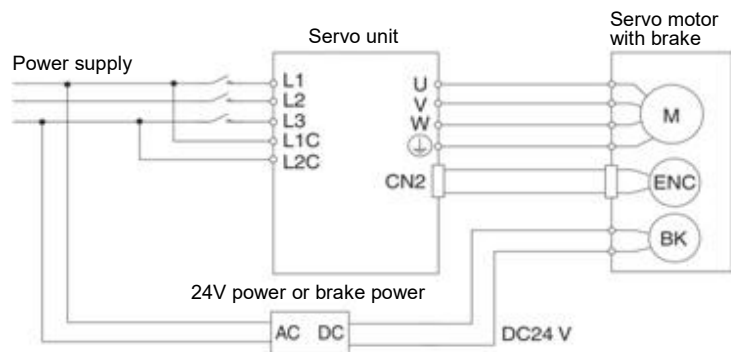 Servo unit
Servo motor
with brake
Power supply
L1
L2
L3
L1C
L2C
U
V
W
CN2
M
ENC
BK
24V power or brake power
AC DC
DC24 V